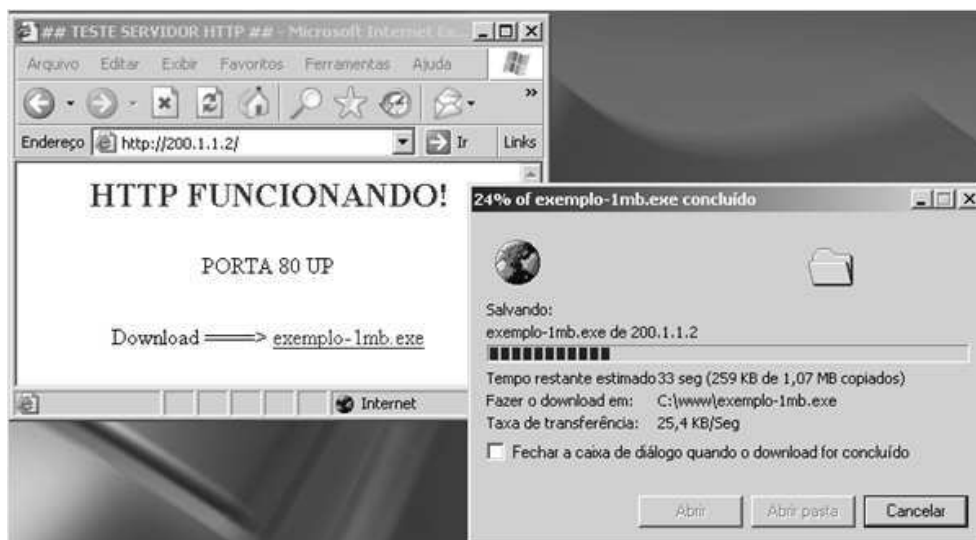 ## TESTE SERVIDOR HTTP ## - Microsoft Internet Ex...
Arquivo Editar Exibir Favoritos Ferramentas Ajuda
»
Endereço http://200.1.1.2/ Ir Links
HTTP FUNCIONANDO!
PORTA 80 UP
Download ====> exemplo-1mb.exe
Internet
24% of exemplo-1mb.exe concluído
Salvando:
exemplo-1mb.exe de 200.1.1.2
Tempo restante estimado 33 seg (259 KB de 1,07 MB copiados)
Fazer o download em: C:\www\exemplo-1mb.exe
Taxa de transferência: 25,4 KB/Seg
Fechar a caixa de diálogo quando o download for concluído
Abrir Abrir pasta Cancelar